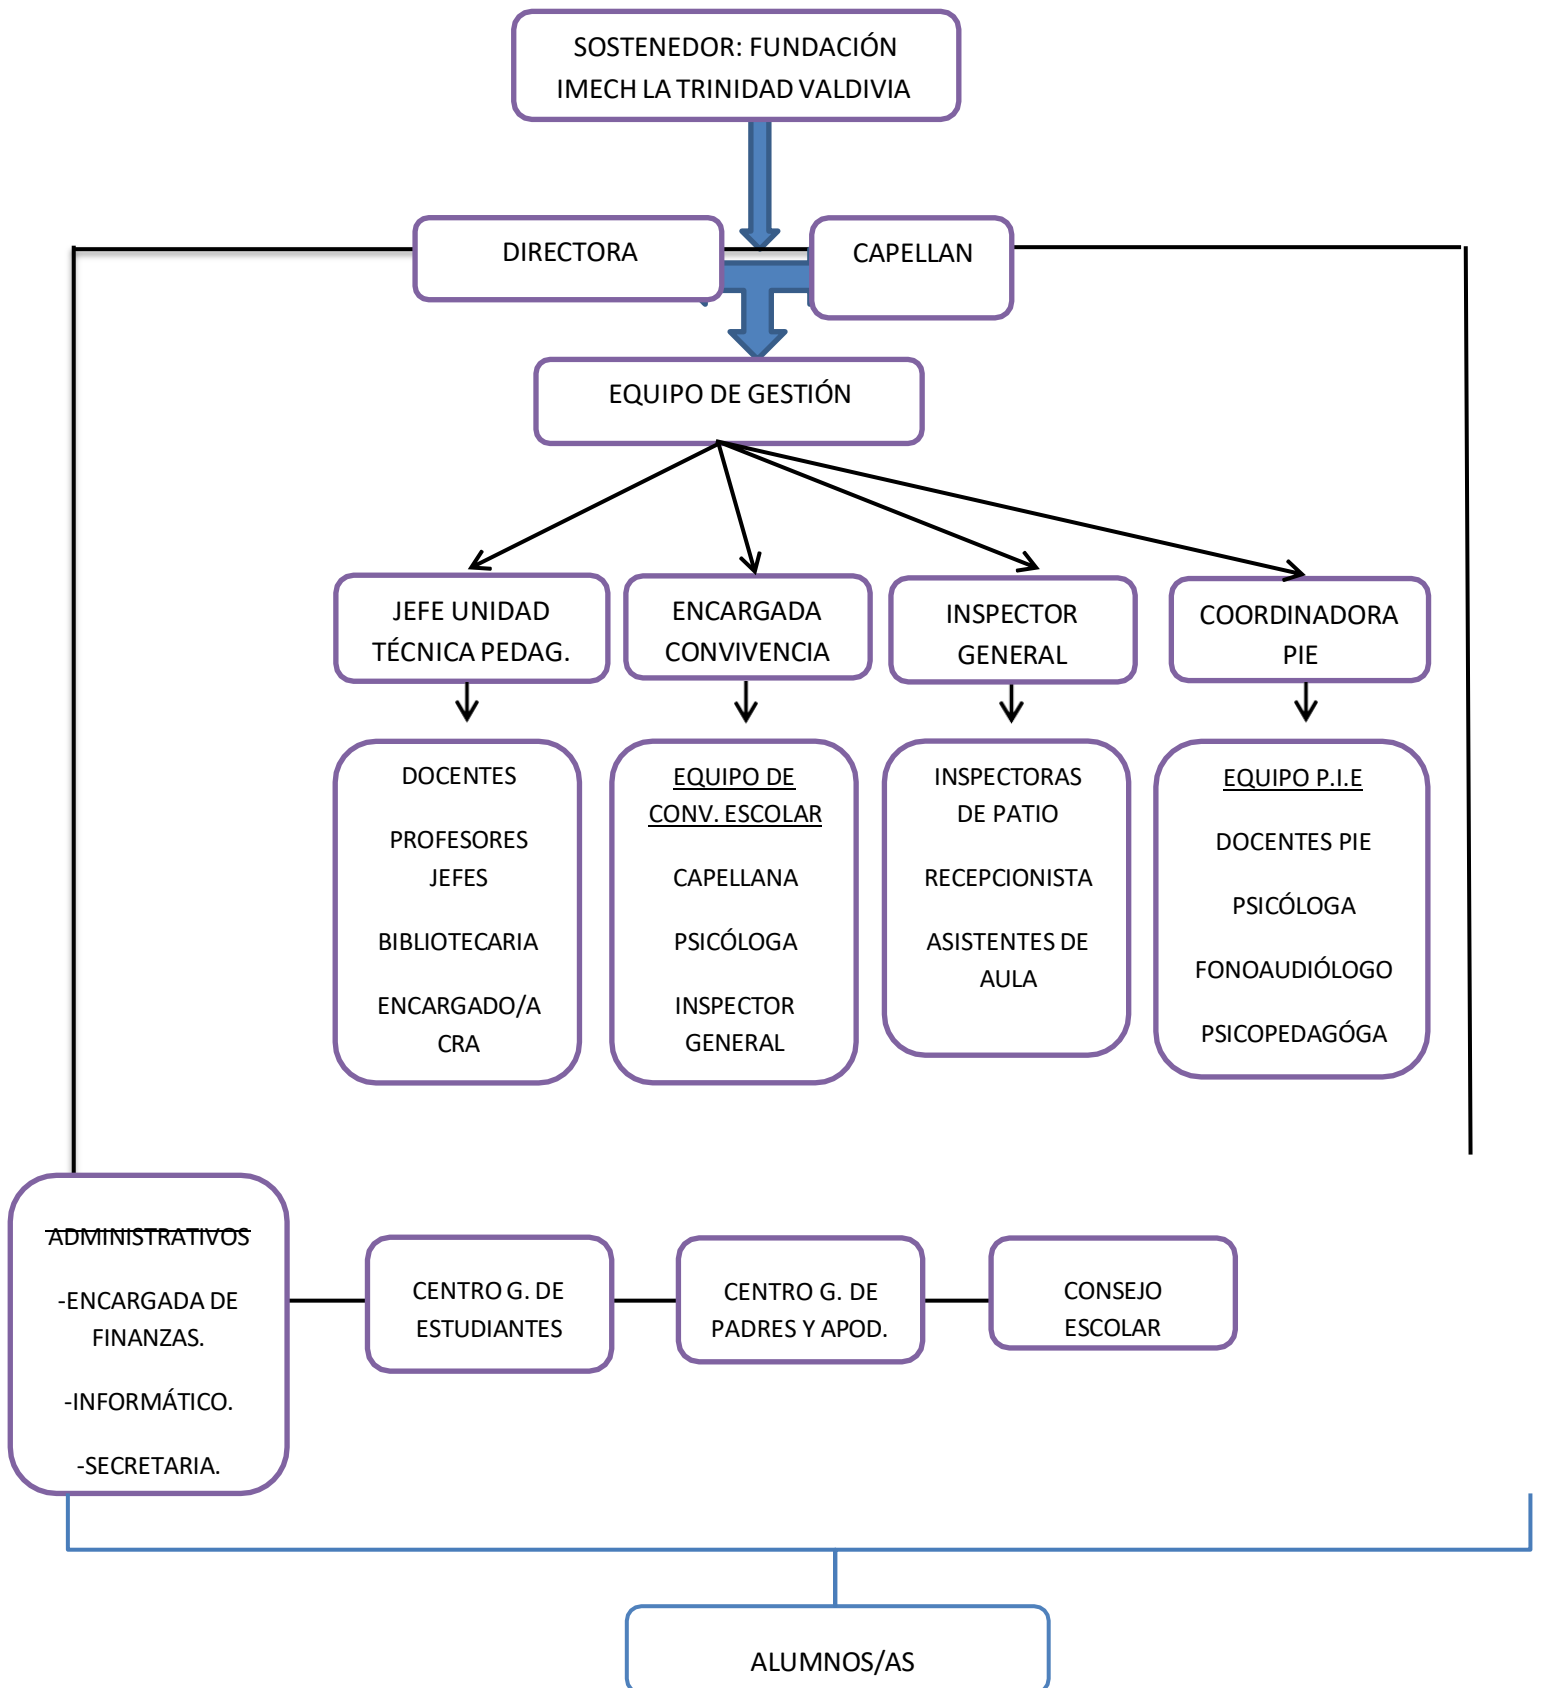 SOSTENEDOR: FUNDACIÓN
IMECH LA TRINIDAD VALDIVIA
DIRECTORA
CAPELLAN
EQUIPO DE GESTIÓN
JEFE UNIDAD
TÉCNICA PEDAG.
ENCARGADA
CONVIVENCIA
INSPECTOR
GENERAL
COORDINADORA
PIE
DOCENTES
PROFESORES
JEFES
BIBLIOTECARIA
ENCARGADO/A
CRA
EQUIPO DE
CONV. ESCOLAR
CAPELLANA
PSICÓLOGA
INSPECTOR
GENERAL
INSPECTORAS
DE PATIO
RECEPCIONISTA
ASISTENTES DE
AULA
EQUIPO P.I.E
DOCENTES PIE
PSICÓLOGA
FONOAUDIÓLOGO
PSICOPEDAGÓGA
ADMINISTRATIVOS
-ENCARGADA DE
FINANZAS.
-INFORMÁTICO.
-SECRETARIA.
CENTRO G. DE
ESTUDIANTES
CENTRO G. DE
PADRES Y APOD.
CONSEJO
ESCOLAR
ALUMNOS/AS